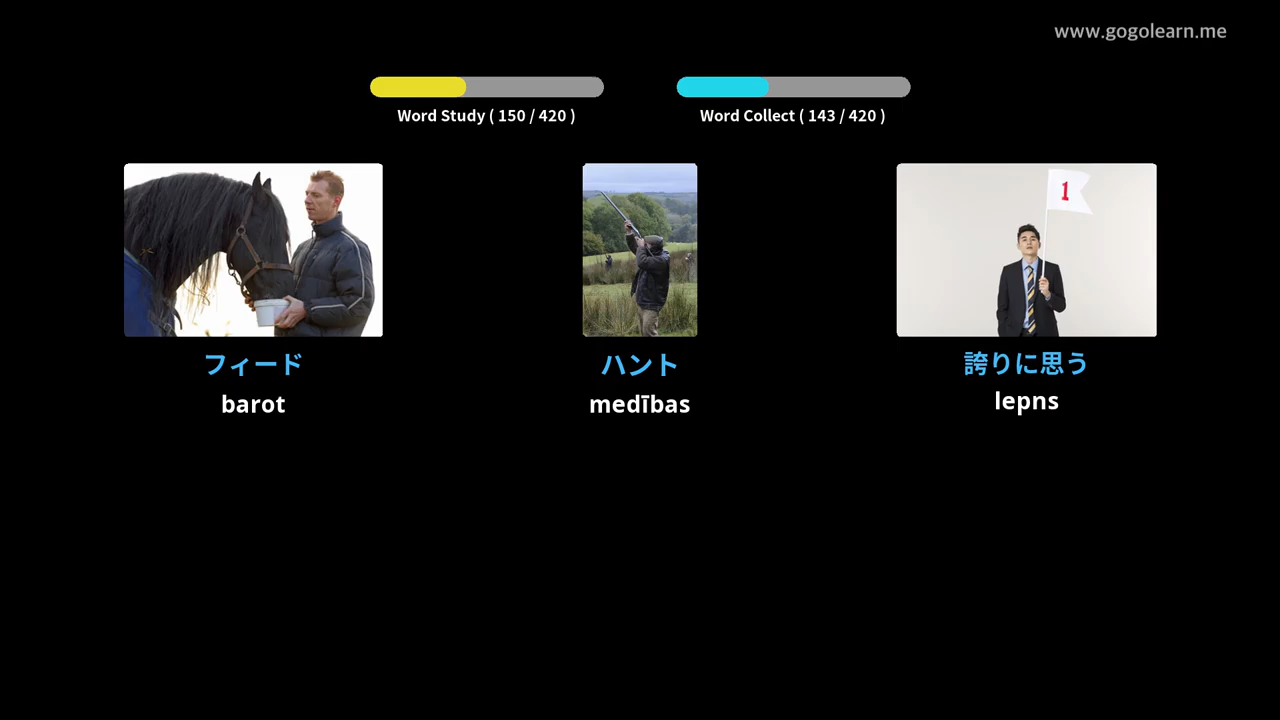 www.gogolearn.me
Word Study ( 150 / 420 )
Word Collect ( 143 / 420 )
1
フィード
barot
ハント
medības
誇りに思う
lepns